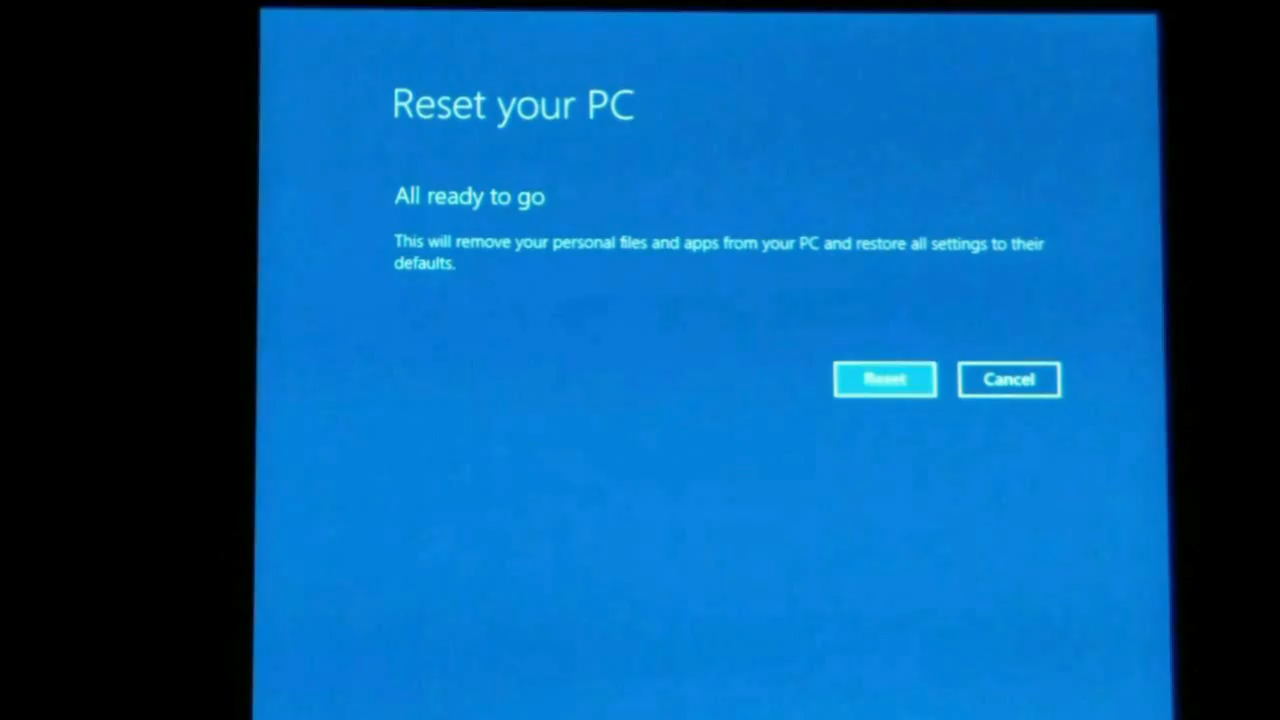 Reset your PC
All ready to go
This will remove your personal files and apps from your PC and restore all settings to their
defaults.
Reset Cancel